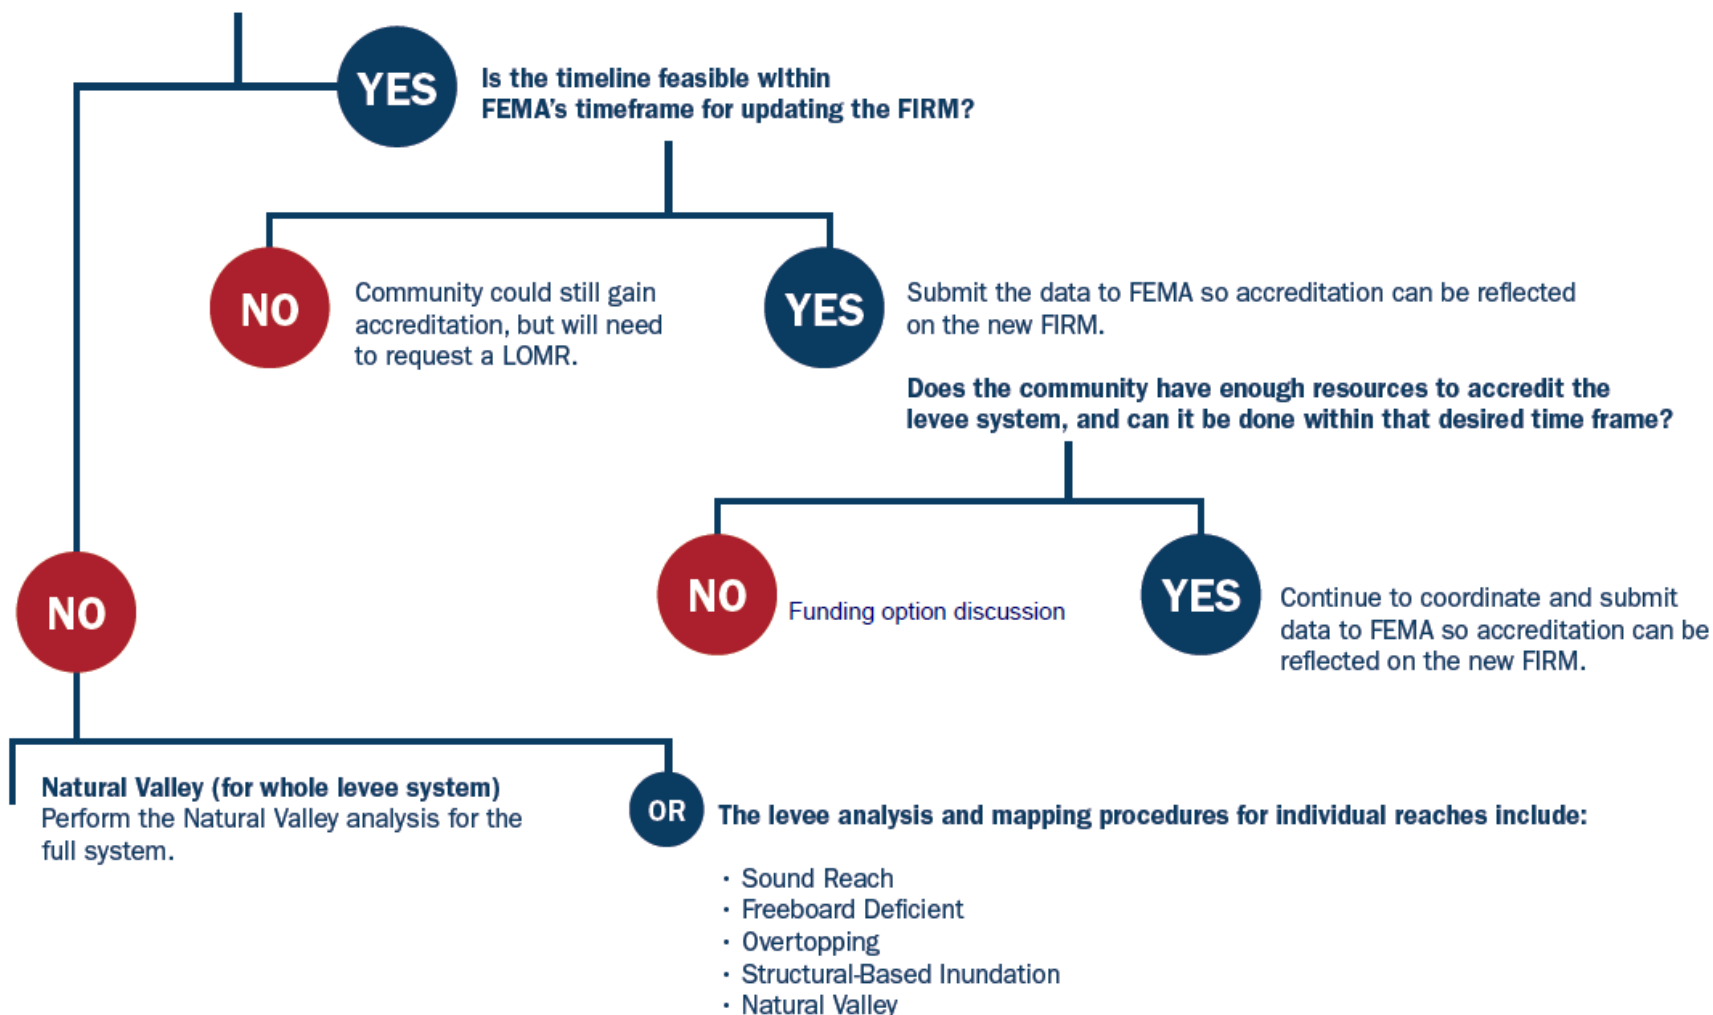 YES
Is the timeline feasible within
FEMA's timeframe for updating the FIRM?
NO
Community could still gain
accreditation, but will need
to request a LOMR.
YES
Submit the data to FEMA so accreditation can be reflected
on the new FIRM.
Does the community have enough resources to accredit the
levee system, and can it be done within that desired time frame?
NO
Funding option discussion
YES
Continue to coordinate and submit
data to FEMA so accreditation can be
reflected on the new FIRM.
NO
Natural Valley (for whole levee system)
Perform the Natural Valley analysis for the
full system.
OR
The levee analysis and mapping procedures for individual reaches include:
· Sound Reach
· Freeboard Deficient
· Overtopping
· Structural-Based Inundation
· Natural Valley